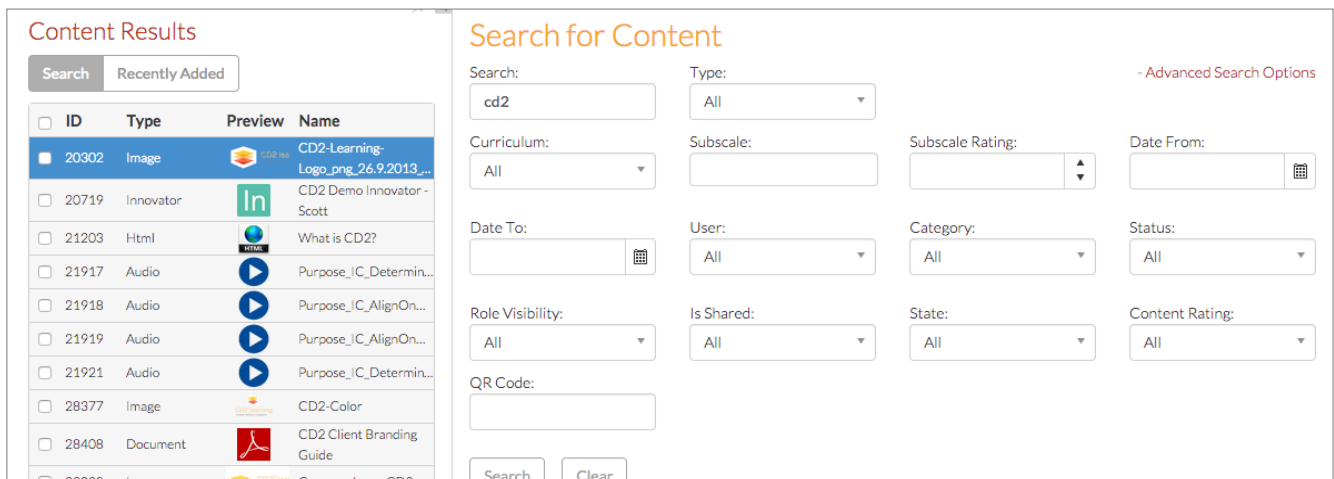 Content Results
Search Recently Added
ID Type Preview Name
20302 Image CD2-Learning-
Logo_png_26.9.2013_...
20719 Innovator In CD2 Demo Innovator -
Scott
21203 Html HTML What is CD2?
21917 Audio Purpose_IC_Determin...
21918 Audio Purpose_IC_AlignOn...
21919 Audio Purpose_IC_AlignOn...
21921 Audio Purpose_IC_Determin...
28377 Image CD2-Color
28408 Document CD2 Client Branding
Guide
Search for Content
Search: Type: - Advanced Search Options
cd2 All
Curriculum: Subscale: Subscale Rating: Date From:
All
Date To: User: Category: Status:
All All All
Role Visibility: Is Shared: State: Content Rating:
All All All All
QR Code:
Search Clear